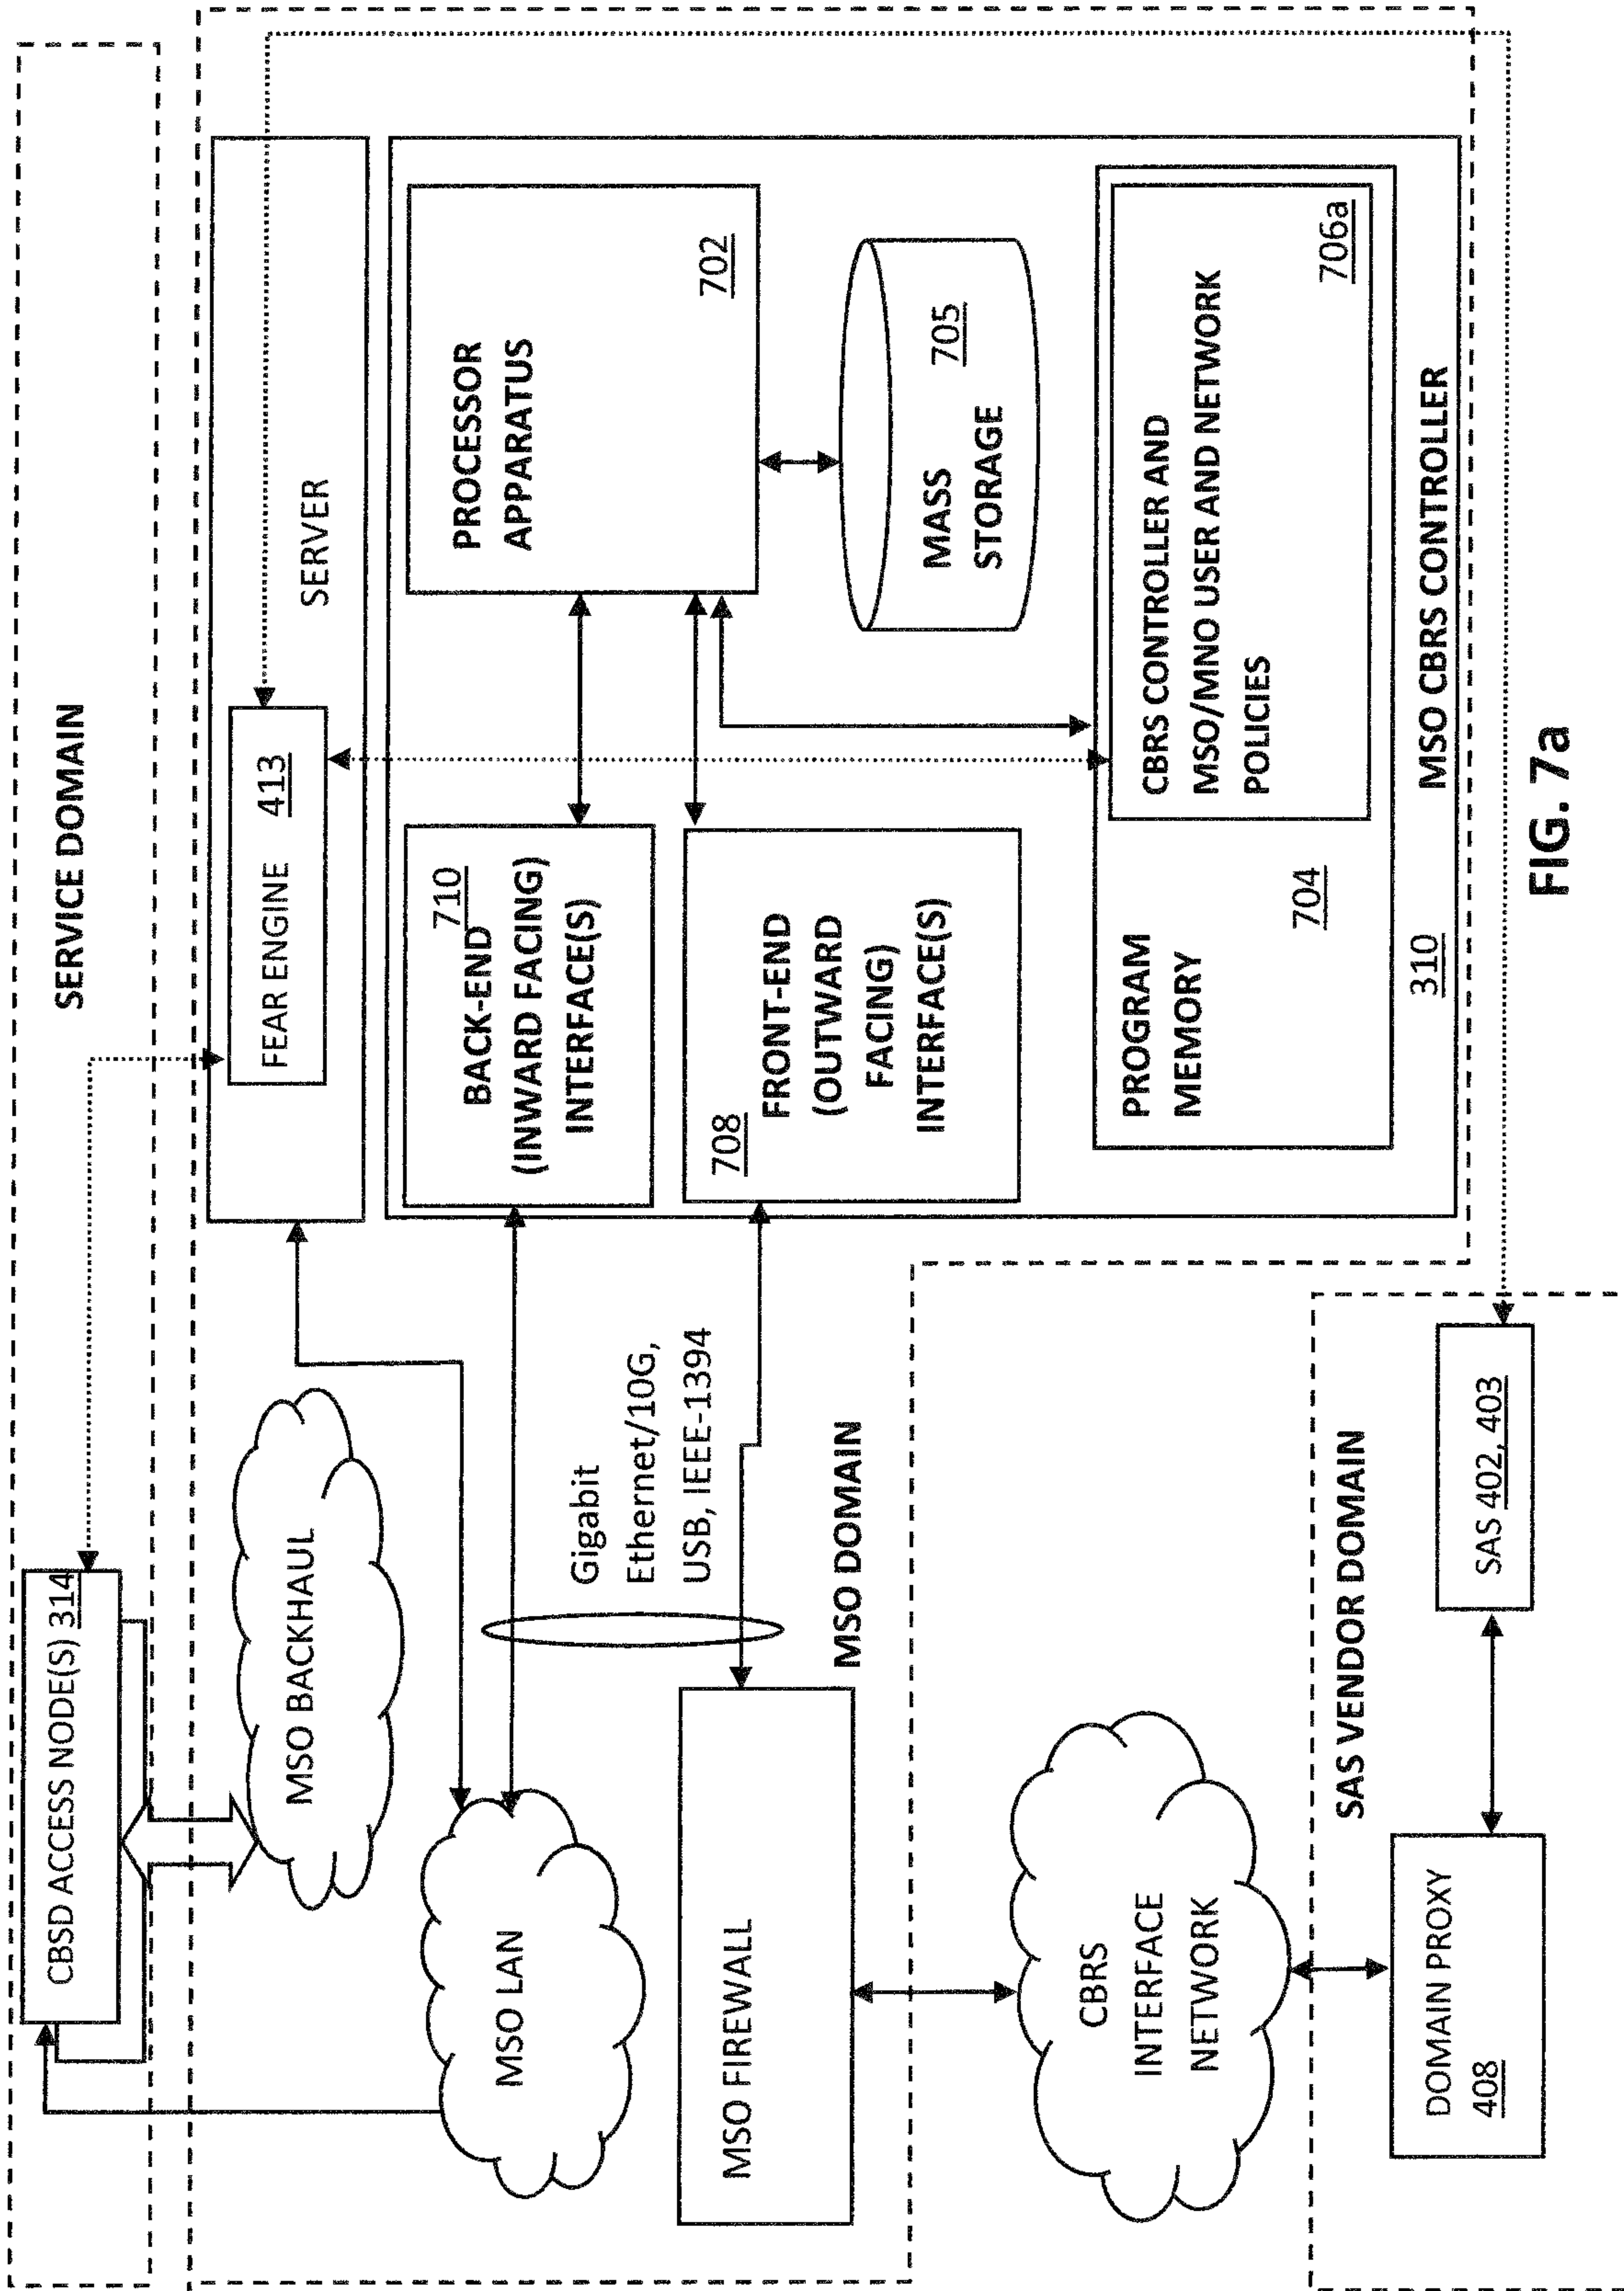 SERVICE DOMAIN
CBSD ACCESS NODE(S) 314
MSO BACKHAUL
FEAR ENGINE 413
SERVER
MSO LAN
Gigabit
Ethernet/10G,
USB, IEEE-1394
710
BACK-END
(INWARD FACING)
INTERFACE(S)
PROCESSOR
APPARATUS
702
MSO FIREWALL
708
FRONT-END
(OUTWARD
FACING)
INTERFACE(S)
MASS
STORAGE
705
MSO DOMAIN
CBRS
INTERFACE
NETWORK
PROGRAM
MEMORY
704
CBRS CONTROLLER AND
MSO/MNO USER AND NETWORK
POLICIES
706a
310
MSO CBRS CONTROLLER
SAS VENDOR DOMAIN
DOMAIN PROXY
408
SAS 402, 403
FIG. 7a